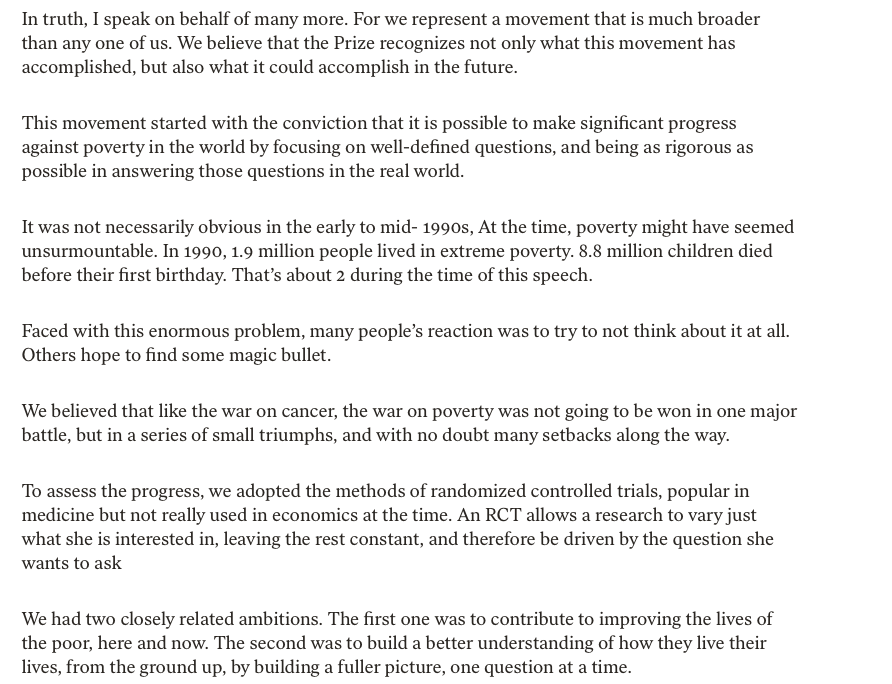 In truth, I speak on behalf of many more. For we represent a movement that is much broader
than any one of us. We believe that the Prize recognizes not only what this movement has
accomplished, but also what it could accomplish in the future.
This movement started with the conviction that it is possible to make significant progress
against poverty in the world by focusing on well-defined questions, and being as rigorous as
possible in answering those questions in the real world.
It was not necessarily obvious in the early to mid- 1990s, At the time, poverty might have seemed
unsurmountable. In 1990, 1.9 million people lived in extreme poverty. 8.8 million children died
before their first birthday. That’s about 2 during the time of this speech.
Faced with this enormous problem, many people’s reaction was to try to not think about it at all.
Others hope to find some magic bullet.
We believed that like the war on cancer, the war on poverty was not going to be won in one major
battle, but in a series of small triumphs, and with no doubt many setbacks along the way.
To assess the progress, we adopted the methods of randomized controlled trials, popular in
medicine but not really used in economics at the time. An RCT allows a research to vary just
what she is interested in, leaving the rest constant, and therefore be driven by the question she
wants to ask
We had two closely related ambitions. The first one was to contribute to improving the lives of
the poor, here and now. The second was to build a better understanding of how they live their
lives, from the ground up, by building a fuller picture, one question at a time.